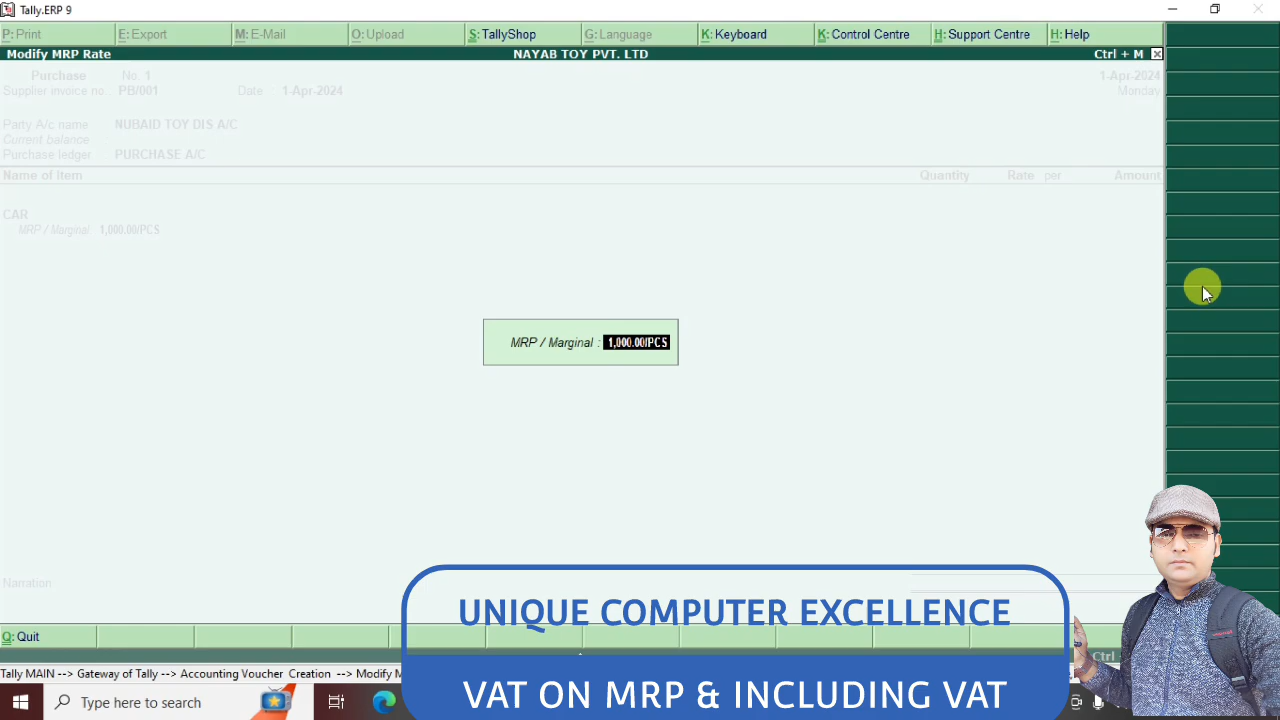 Tally.ERP 9
P: Print E: Export M: E-Mail O: Upload S: TallyShop G: Language K: Keyboard K: Control Centre H: Support Centre H: Help
Modify MRP Rate NAYAB TOY PVT. LTD Ctrl + M
Purchase No. 1 1-Apr-2024
Supplier invoice no... PB/001 Date : 1-Apr-2024 Monday
Party A/c name NUBAID TOY DIS A/C
Current balance
Purchase ledger PURCHASE A/C
Name of Item Quantity Rate per Amount
CAR
MRP / Marginal: 1,000.00/PCS
MRP / Marginal : 1,000.00/PCS
Narration
UNIQUE COMPUTER EXCELLENCE
Q: Quit
Ctrl +
Tally MAIN --> Gateway of Tally --> Accounting Voucher Creation --> Modify M
VAT ON MRP & INCLUDING VAT
Type here to search